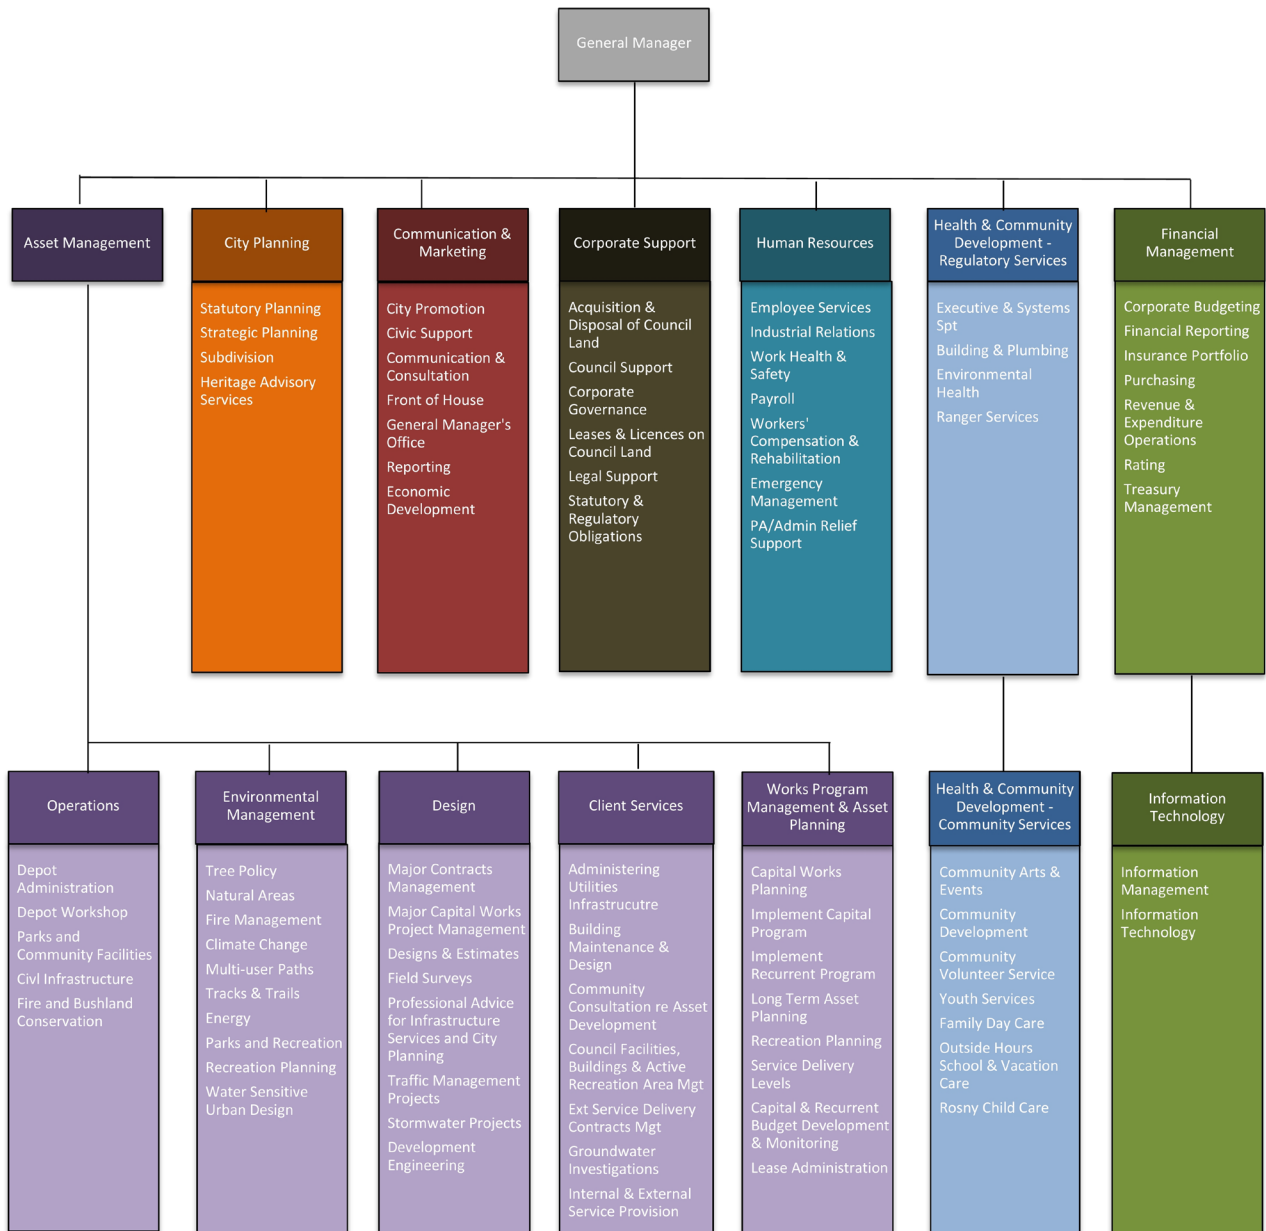 General Manager
Asset Management
City Planning
Statutory Planning
Strategic Planning
Subdivision
Heritage Advisory
Services
Communication &
Marketing
City Promotion
Civic Support
Communication &
Consultation
Front of House
General Manager's
Office
Reporting
Economic
Development
Corporate Support
Acquisition &
Disposal of Council
Land
Council Support
Corporate
Governance
Leases & Licences on
Council Land
Legal Support
Statutory &
Regulatory
Obligations
Human Resources
Employee Services
Industrial Relations
Work Health &
Safety
Payroll
Workers'
Compensation &
Rehabilitation
Emergency
Management
PA/Admin Relief
Support
Health & Community
Development -
Regulatory Services
Executive & Systems
Spt
Building & Plumbing
Environmental
Health
Ranger Services
Financial
Management
Corporate Budgeting
Financial Reporting
Insurance Portfolio
Purchasing
Revenue &
Expenditure
Operations
Rating
Treasury
Management
Operations
Depot
Administration
Depot Workshop
Parks and
Community Facilities
Civl Infrastructure
Fire and Bushland
Conservation
Environmental
Management
Tree Policy
Natural Areas
Fire Management
Climate Change
Multi-user Paths
Tracks & Trails
Energy
Parks and Recreation
Recreation Planning
Water Sensitive
Urban Design
Design
Major Contracts
Management
Major Capital Works
Project Management
Designs & Estimates
Field Surveys
Professional Advice
for Infrastructure
Services and City
Planning
Traffic Management
Projects
Stormwater Projects
Development
Engineering
Client Services
Administering
Utilities
Infrastrucutre
Building
Maintenance &
Design
Community
Consultation re Asset
Development
Council Facilities,
Buildings & Active
Recreation Area Mgt
Ext Service Delivery
Contracts Mgt
Groundwater
Investigations
Internal & External
Service Provision
Works Program
Management & Asset
Planning
Capital Works
Planning
Implement Capital
Program
Implement
Recurrent Program
Long Term Asset
Planning
Recreation Planning
Service Delivery
Levels
Capital & Recurrent
Budget Development
& Monitoring
Lease Administration
Health & Community
Development -
Community Services
Community Arts &
Events
Community
Development
Community
Volunteer Service
Youth Services
Family Day Care
Outside Hours
School & Vacation
Care
Rosny Child Care
Information
Technology
Information
Management
Information
Technology